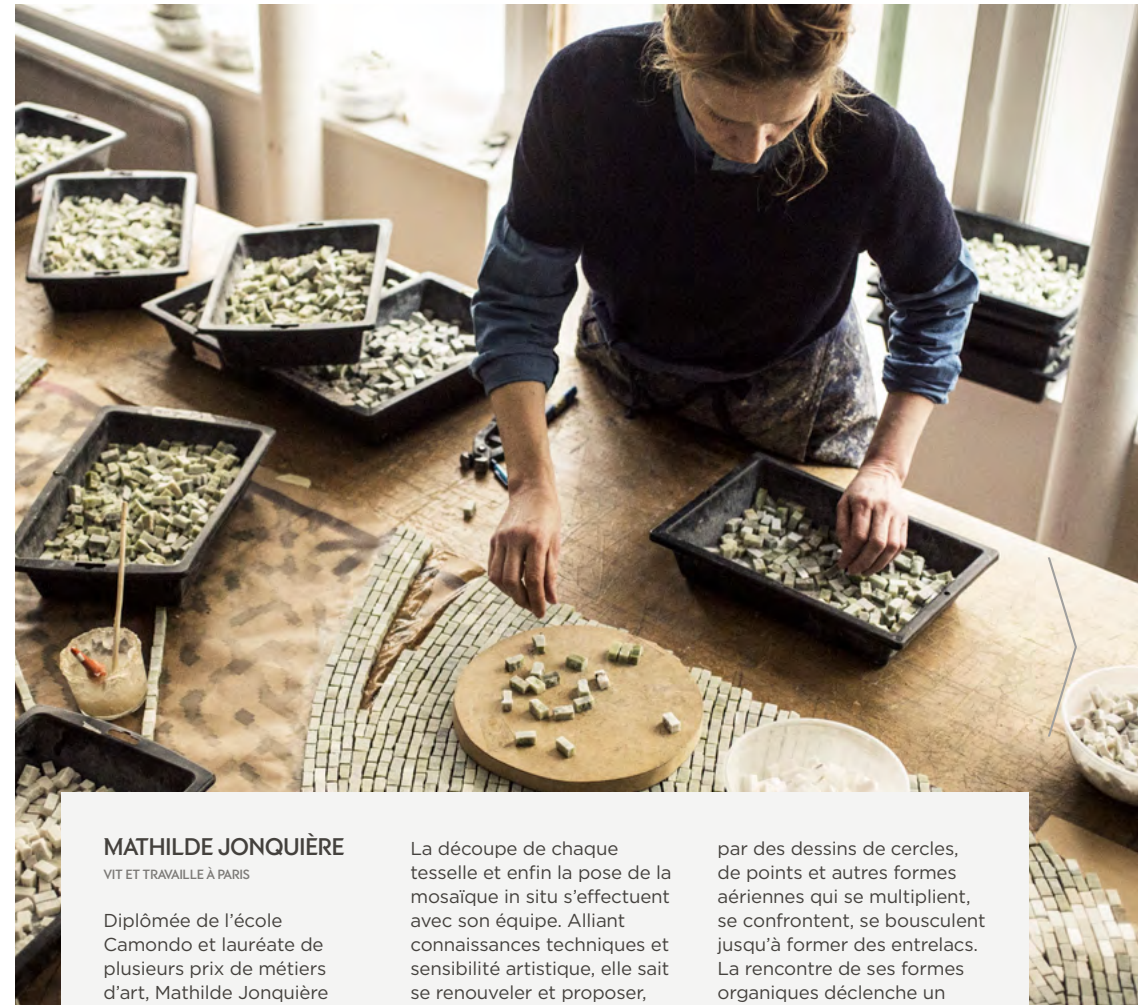 MATHILDE JONQUIÈRE
VIT ET TRAVAILLE À PARIS
Diplômée de l’école
Camondo et lauréate de
plusieurs prix de métiers
d’art, Mathilde Jonquière
La découpe de chaque
tesselle et enfin la pose de la
mosaïque in situ s’effectuent
avec son équipe. Alliant
connaissances techniques et
sensibilité artistique, elle sait
se renouveler et proposer,
par des dessins de cercles,
de points et autres formes
aériennes qui se multiplient,
se confrontent, se bousculent
jusqu’à former des entrelacs.
La rencontre de ses formes
organiques déclenche un